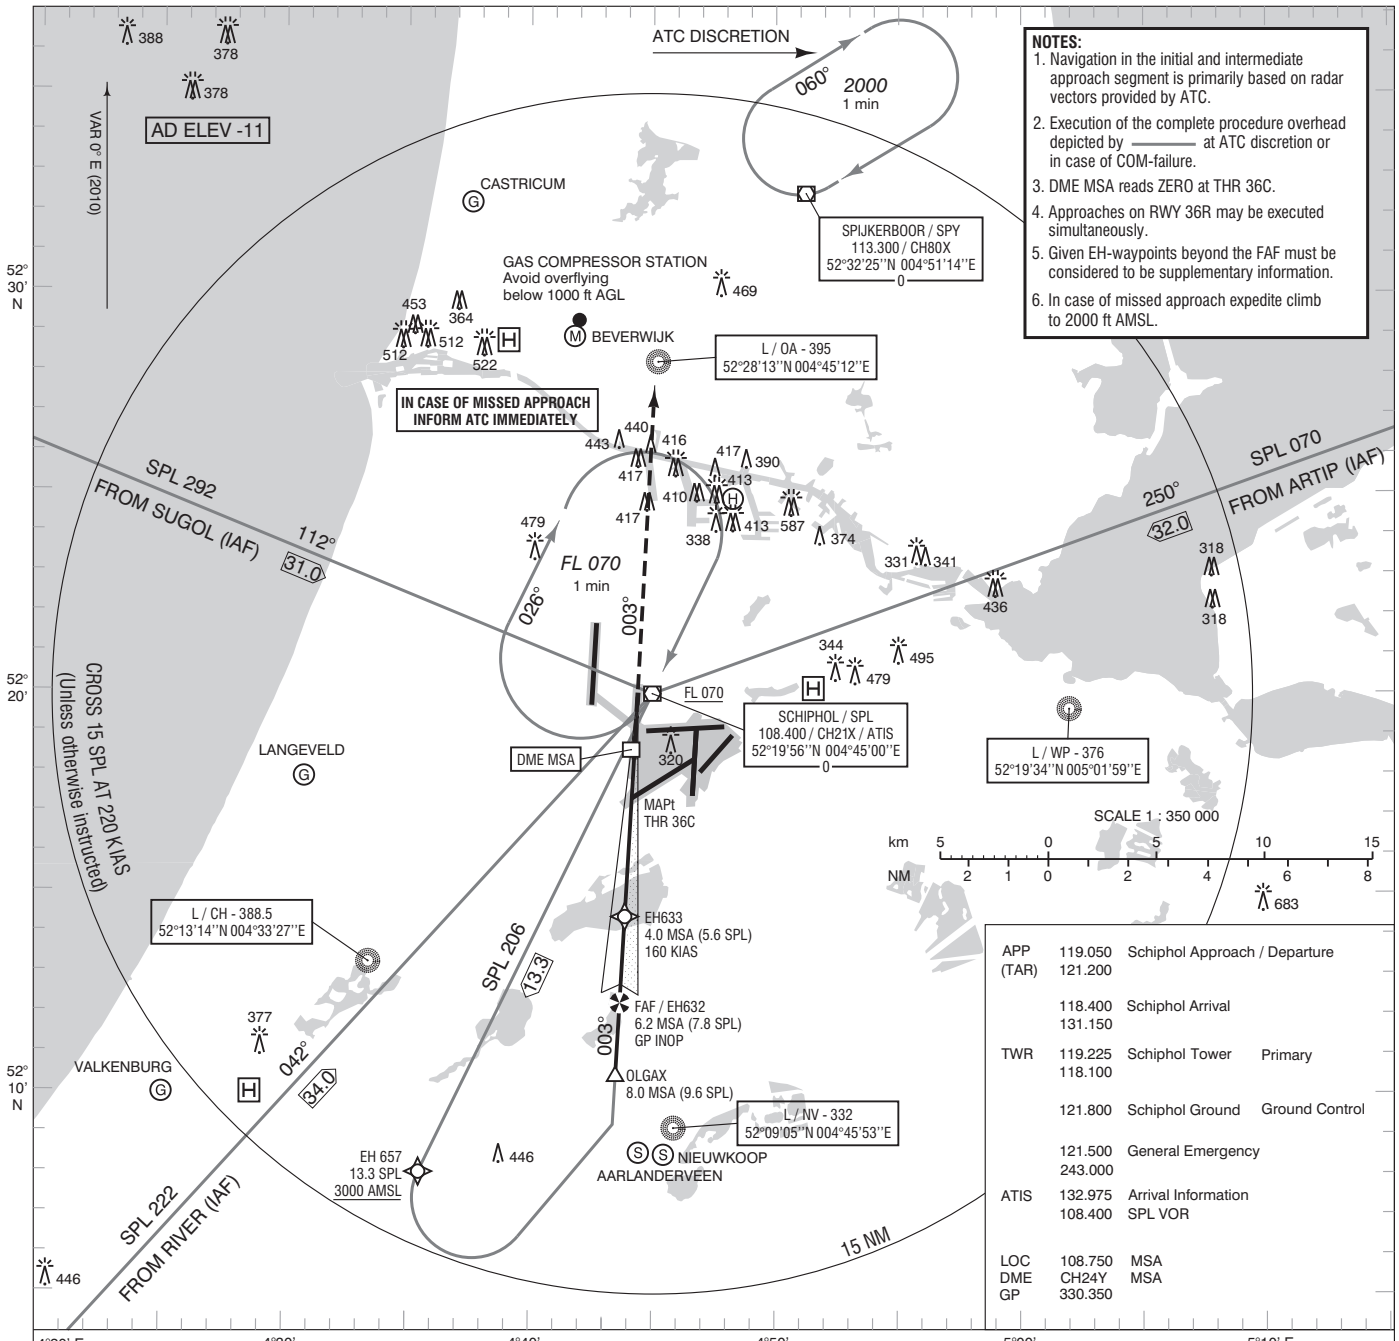 388
378
378
AD ELEV -11
VAR 0° E (2010)
ATC DISCRETION
060°
2000
1 min
NOTES:
1. Navigation in the initial and intermediate
approach segment is primarily based on radar
vectors provided by ATC.
2. Execution of the complete procedure overhead
depicted by at ATC discretion or
in case of COM-failure.
3. DME MSA reads ZERO at THR 36C.
4. Approaches on RWY 36R may be executed
simultaneously.
5. Given EH-waypoints beyond the FAF must be
considered to be supplementary information.
6. In case of missed approach expedite climb
to 2000 ft AMSL.
G
CASTRICUM
SPIJKERBOOR / SPY
113.300 / CH80X
52°32'25''N 004°51'14''E
0
52°
30'
N
GAS COMPRESSOR STATION
Avoid overflying
below 1000 ft AGL
469
453
364
512
512
522
H
M
BEVERWIJK
L / OA - 395
52°28'13''N 004°45'12''E
IN CASE OF MISSED APPROACH
INFORM ATC IMMEDIATELY
443
440
416
417
417
390
413
410
H
417
338
413
587
374
479
331
341
436
318
318
SPL 292
FROM SUGOL (IAF)
112°
31.0
SPL 070
FROM ARTIP (IAF)
250°
32.0
FL 070
1 min
026°
003°
344
479
495
52°
20'
FL 070
H
SCHIPHOL / SPL
108.400 / CH21X / ATIS
52°19'56''N 004°45'00''E
0
L / WP - 376
52°19'34''N 005°01'59''E
CROSS 15 SPL AT 220 KIAS
(Unless otherwise instructed)
LANGEVELD
G
DME MSA
320
MAPt
THR 36C
SCALE 1 : 350 000
km 5 0 5 10 15
NM 2 1 0 2 4 6 8
683
L / CH - 388.5
52°13'14''N 004°33'27''E
EH633
4.0 MSA (5.6 SPL)
160 KIAS
SPL 206
13.3
FAF / EH632
6.2 MSA (7.8 SPL)
GP INOP
003°
377
VALKENBURG
G
H
042°
34.0
52°
10'
N
OLGAX
8.0 MSA (9.6 SPL)
L / NV - 332
52°09'05''N 004°45'53''E
EH 657
13.3 SPL
3000 AMSL
446
S
S
NIEUWKOOP
AARLANDERVEEN
SPL 222
FROM RIVER (IAF)
446
15 NM
APP 119.050 Schiphol Approach / Departure
(TAR) 121.200
118.400 Schiphol Arrival
131.150
TWR 119.225 Schiphol Tower Primary
118.100
121.800 Schiphol Ground Ground Control
121.500 General Emergency
243.000
ATIS 132.975 Arrival Information
108.400 SPL VOR
LOC 108.750 MSA
DME CH24Y MSA
GP 330.350